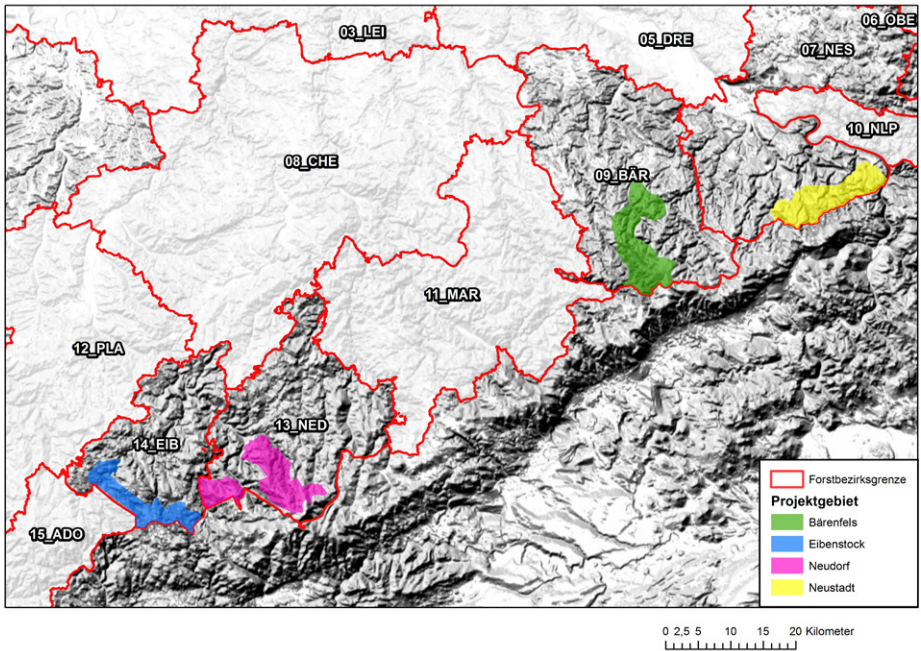 03_LEI
05_DRE
06_OBE
07_NES
10_NLP
08_CHE
09_BÄR
11_MAR
12_PLA
13_NED
14_EIB
15_ADO
Forstbezirksgrenze
Projektgebiet
Bärenfels
Eibenstock
Neudorf
Neustadt
0 2,5 5 10 15 20 Kilometer